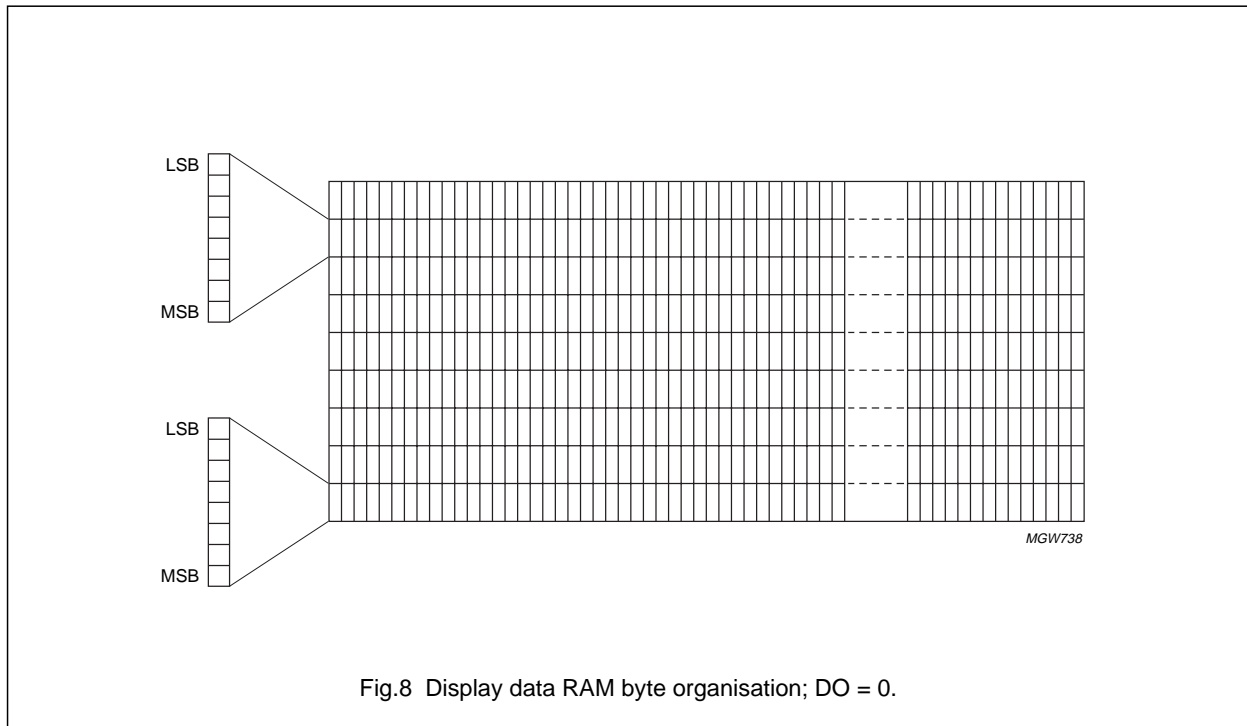 LSB
MSB
LSB
MSB
MGW738
Fig.8 Display data RAM byte organisation; DO = 0.